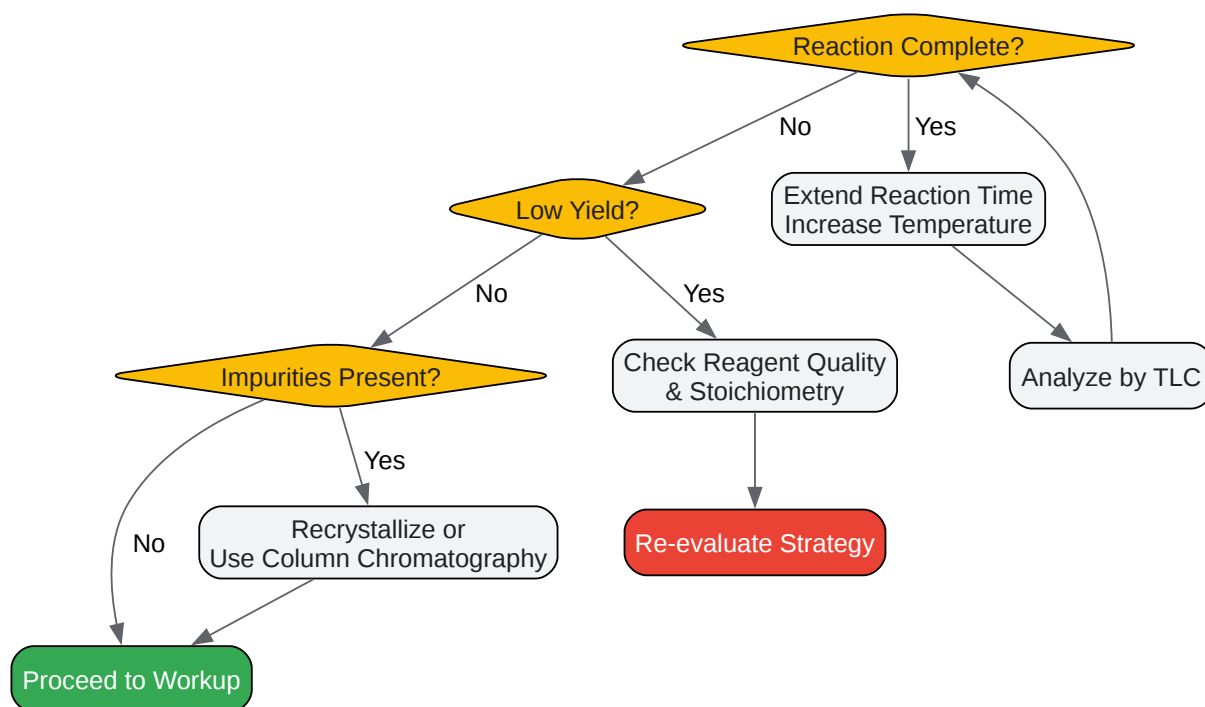 Reaction Complete?
No
Yes
Low Yield?
Extend Reaction Time
Increase Temperature
No
Yes
Impurities Present?
Check Reagent Quality
& Stoichiometry
Analyze by TLC
Yes
No
Recrystallize or
Use Column Chromatography
Re-evaluate Strategy
Proceed to Workup